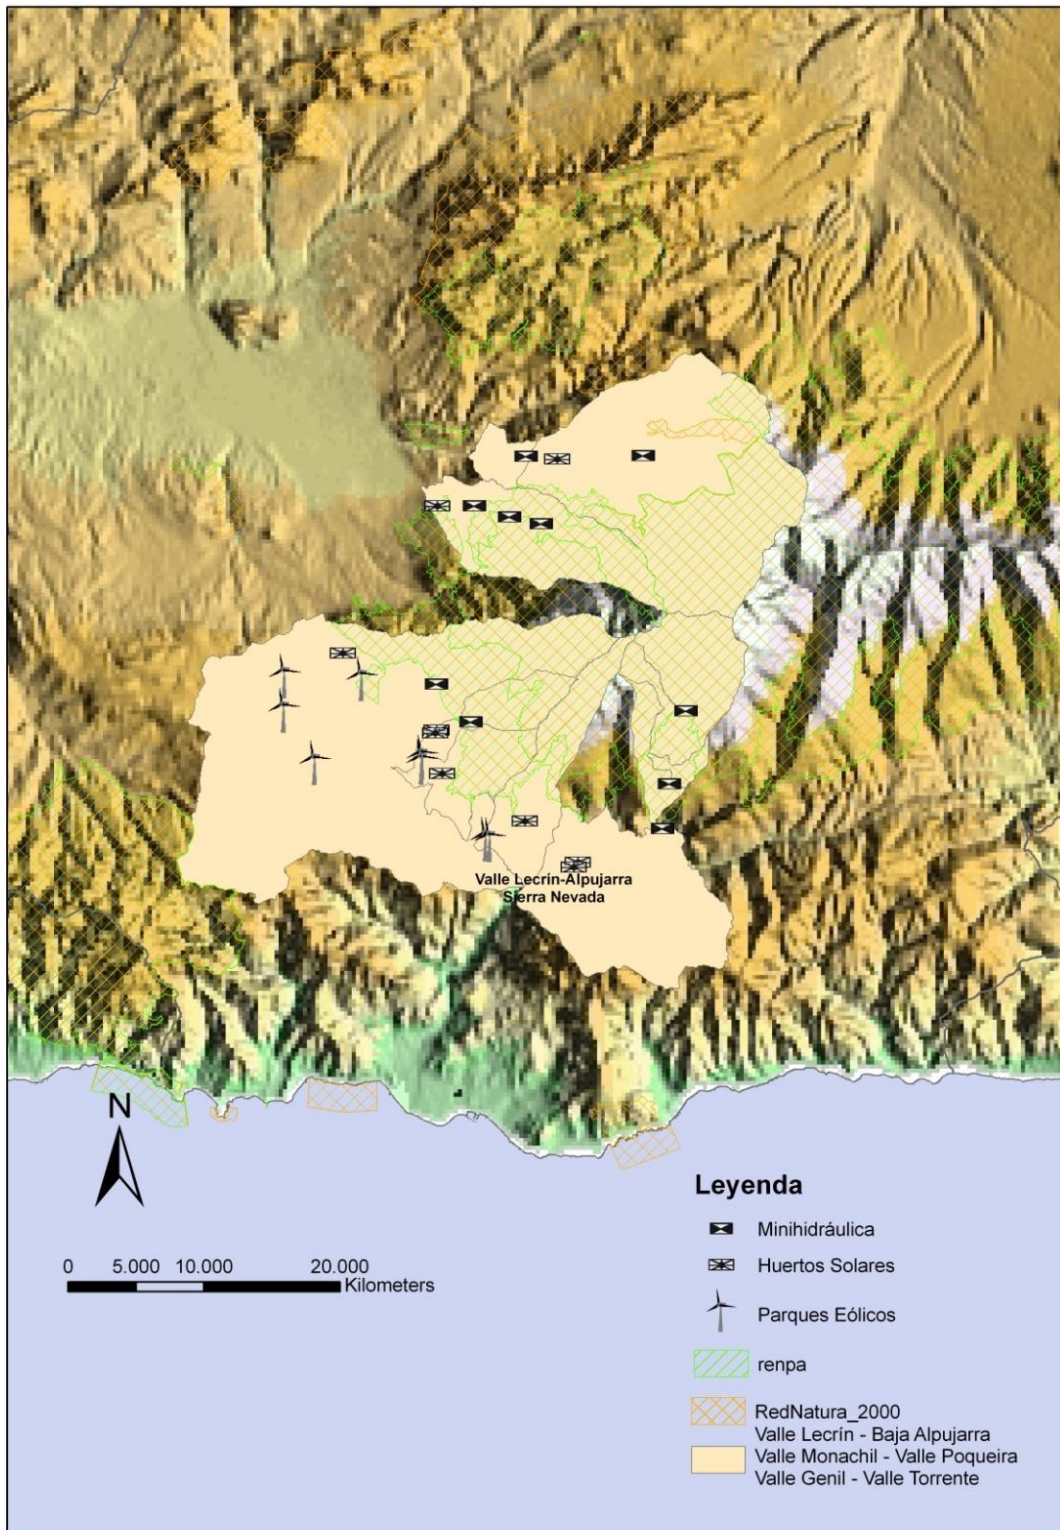 Valle Lecrín-Alpujarra
Sierra Nevada
N
0 5.000 10.000 20.000
Kilometers
Leyenda
Minihidráulica
Huertos Solares
Parques Eólicos
renpa
RedNatura_2000
Valle Lecrín - Baja Alpujarra
Valle Monachil - Valle Poqueira
Valle Genil - Valle Torrente